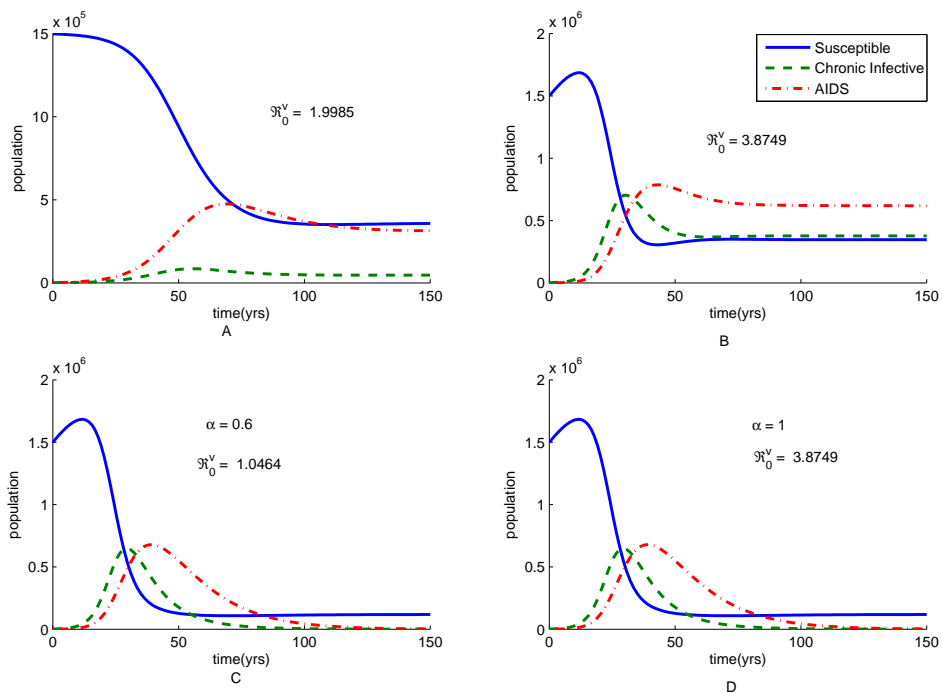 x 10^5
15
10
5
0
population
ℜ_0^v = 1.9985
0 50 100 150
time(yrs)
A
x 10^6
2
1.5
1
0.5
0
population
Susceptible
Chronic Infective
AIDS
ℜ_0^v = 3.8749
0 50 100 150
time(yrs)
B
x 10^6
2
1.5
1
0.5
0
population
α = 0.6
ℜ_0^v = 1.0464
0 50 100 150
time(yrs)
C
x 10^6
2
1.5
1
0.5
0
population
α = 1
ℜ_0^v = 3.8749
0 50 100 150
time(yrs)
D